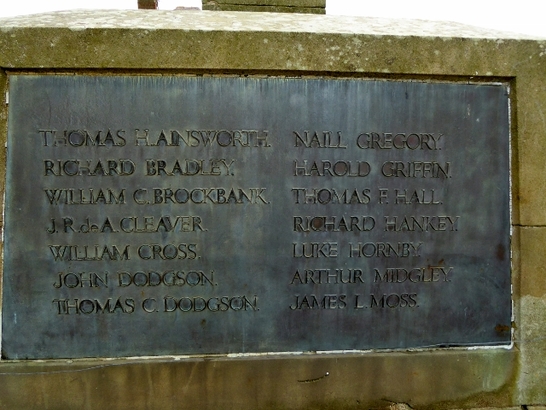 THOMAS H. AINSWORTH.
RICHARD BRADLEY.
WILLIAM C. BROCKBANK.
J. R. de A. CLEAVER.
WILLIAM CROSS.
JOHN DODGSON.
THOMAS C. DODGSON.
NAILL GREGORY.
HAROLD GRIFFIN.
THOMAS F. HALL.
RICHARD HANKEY.
LUKE HORNBY.
ARTHUR MIDGLEY.
JAMES L. MOSS.